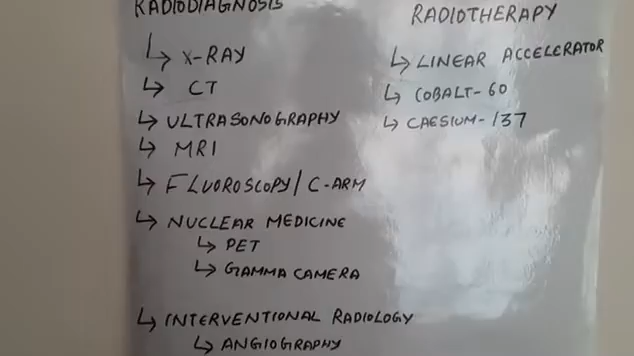 RADIODIAGNOSIS
↳ X-RAY
↳ CT
↳ ULTRASONOGRAPHY
↳ MRI
↳ FLUOROSCOPY/C-ARM
↳ NUCLEAR MEDICINE
↳ PET
↳ GAMMA CAMERA
↳ INTERVENTIONAL RADIOLOGY
↳ ANGIOGRAPHY
RADIOTHERAPY
↳ LINEAR ACCELERATOR
↳ COBALT-60
↳ CAESIUM-137